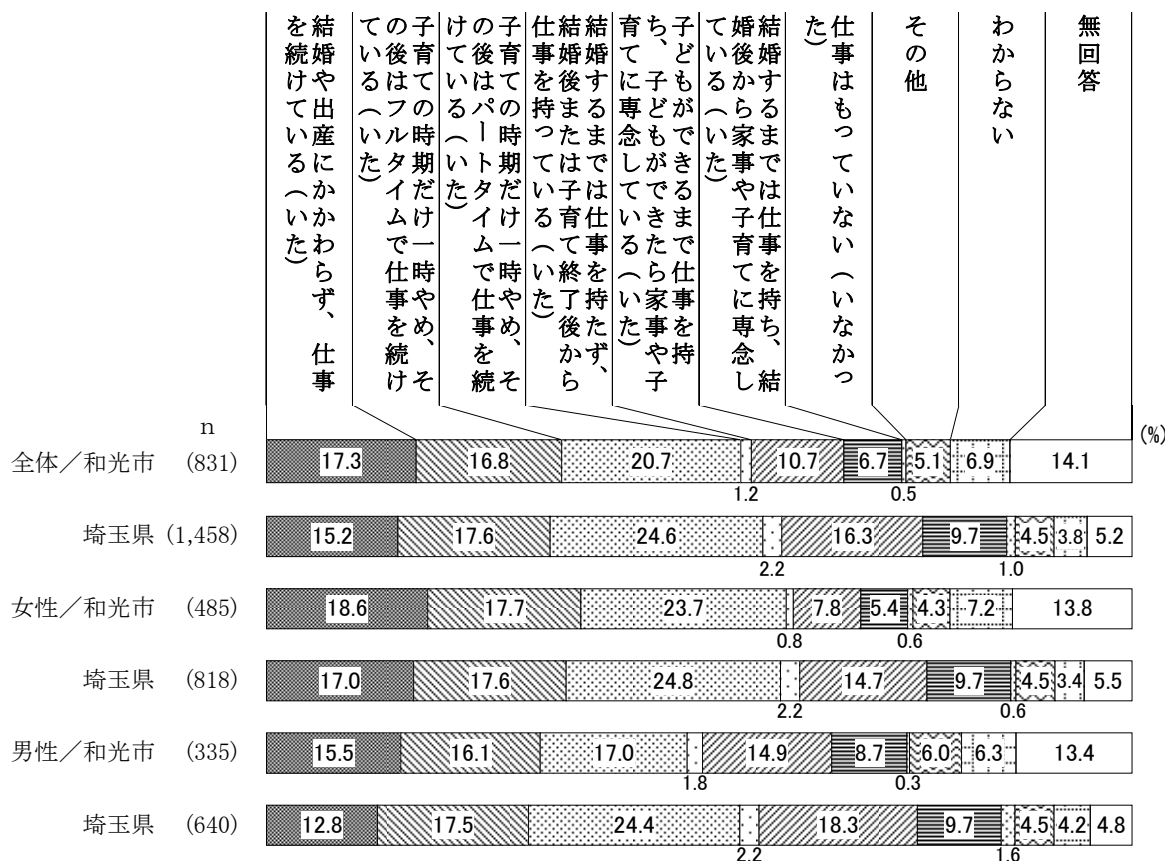 結婚や出産にかかわらず、仕事
を続けている（いた）
子育ての時期だけ一時やめ、そ
の後はフルタイムで仕事を続け
ている（いた）
子育ての時期だけ一時やめ、そ
の後はパートタイムで仕事を続
けている（いた）
結婚するまでは仕事を持たず、
結婚後または子育て終了後から
仕事を持っている（いた）
子どもができるまで仕事を持
ち、子どもができたら家事や子
育てに専念している（いた）
結婚するまでは仕事を持ち、結
婚後から家事や子育てに専念し
ている（いた）
仕事はもっていない（いなかっ
た）
その他
わからない
無回答
n
(%)
全体／和光市 (831) 17.3 16.8 20.7 10.7 6.7 5.1 6.9 14.1
1.2 0.5
埼玉県 (1,458) 15.2 17.6 24.6 16.3 9.7 4.5 3.8 5.2
2.2 1.0
女性／和光市 (485) 18.6 17.7 23.7 7.8 5.4 4.3 7.2 13.8
0.8 0.6
埼玉県 (818) 17.0 17.6 24.8 14.7 9.7 4.5 3.4 5.5
2.2 0.6
男性／和光市 (335) 15.5 16.1 17.0 14.9 8.7 6.0 6.3 13.4
1.8 0.3
埼玉県 (640) 12.8 17.5 24.4 18.3 9.7 4.5 4.2 4.8
2.2 1.6